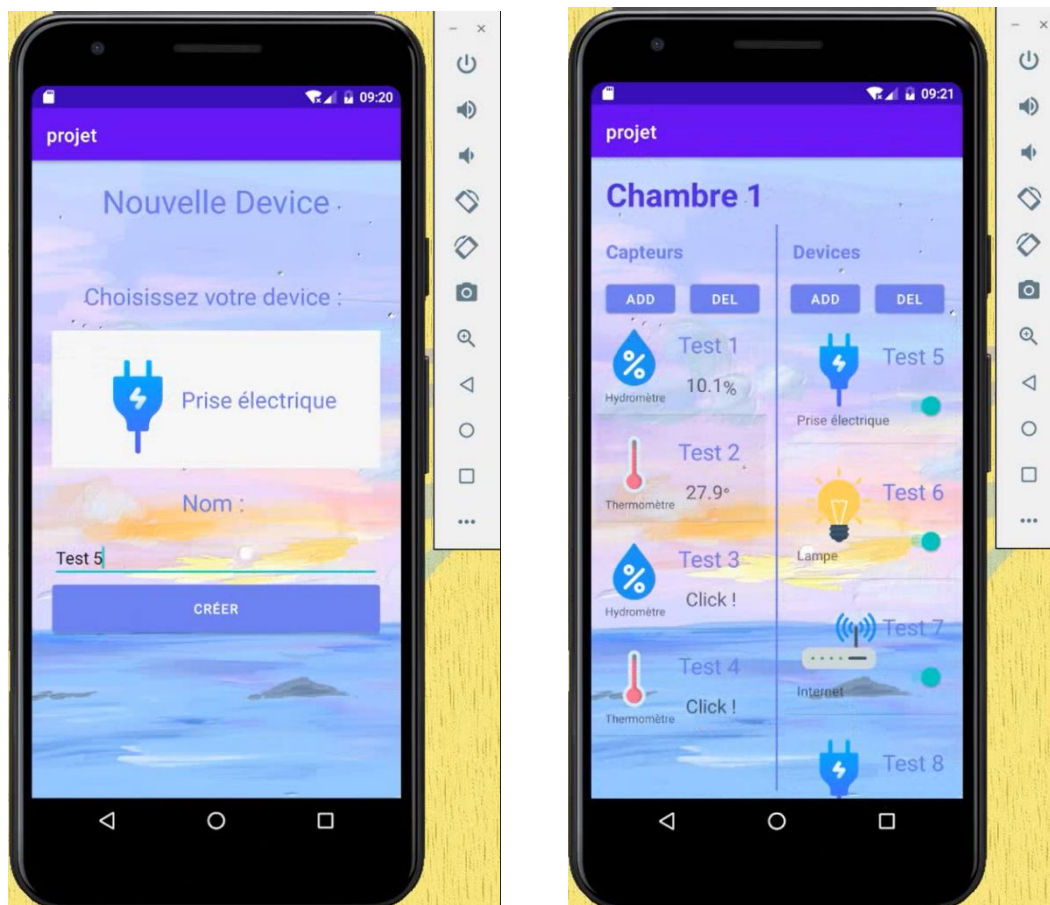 09:20
projet
Nouvelle Device
Choisissez votre device :
Prise électrique
Nom :
Test 5
CRÉER
09:21
projet
Chambre 1
Capteurs
ADD DEL
Test 1
10.1%
Hydromètre
Test 2
27.9°
Thermomètre
Test 3
Click !
Hydromètre
Test 4
Click !
Thermomètre
Devices
ADD DEL
Test 5
Prise électrique
Test 6
Lampe
Test 7
Internet
Test 8